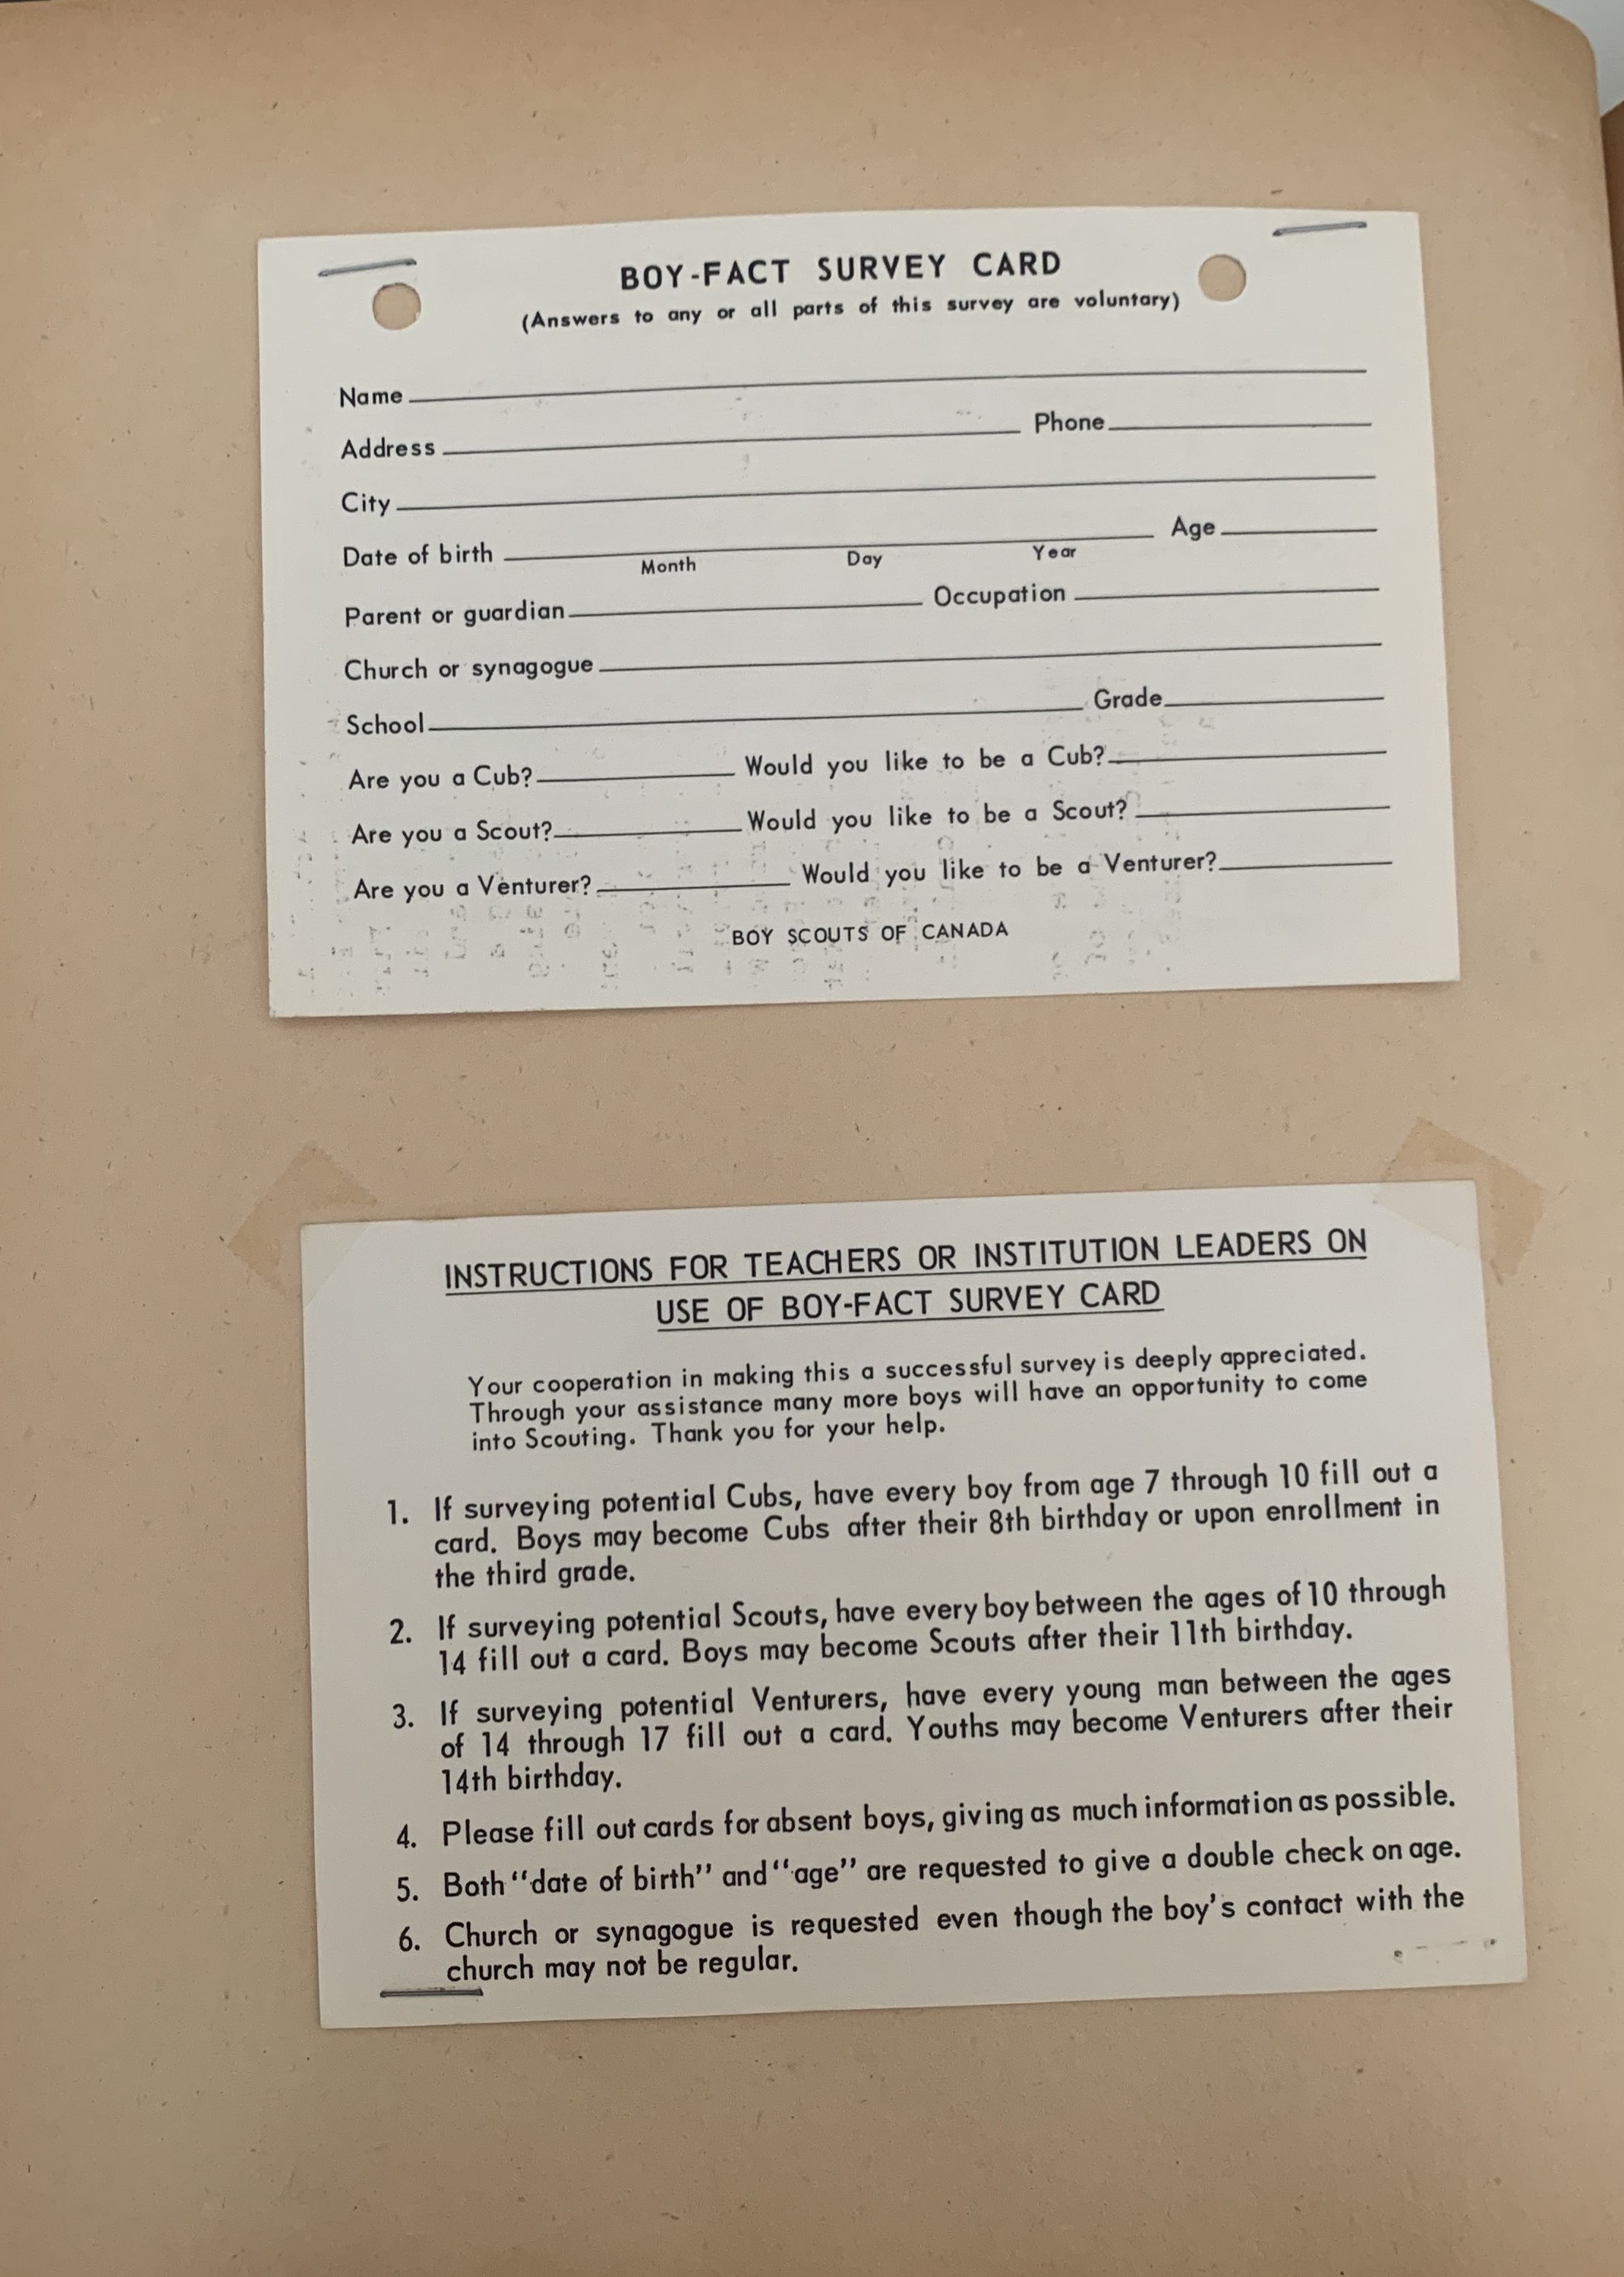 BOY-FACT SURVEY CARD
(Answers to any or all parts of this survey are voluntary)
Name
Address Phone
City
Date of birth Age
Month Day Year
Parent or guardian Occupation
Church or synagogue
School Grade
Are you a Cub? Would you like to be a Cub?
Are you a Scout? Would you like to be a Scout?
Are you a Venturer? Would you like to be a Venturer?
BOY SCOUTS OF CANADA
INSTRUCTIONS FOR TEACHERS OR INSTITUTION LEADERS ON
USE OF BOY-FACT SURVEY CARD
Your cooperation in making this a successful survey is deeply appreciated.
Through your assistance many more boys will have an opportunity to come
into Scouting. Thank you for your help.
1. If surveying potential Cubs, have every boy from age 7 through 10 fill out a
card. Boys may become Cubs after their 8th birthday or upon enrollment in
the third grade.
2. If surveying potential Scouts, have every boy between the ages of 10 through
14 fill out a card. Boys may become Scouts after their 11th birthday.
3. If surveying potential Venturers, have every young man between the ages
of 14 through 17 fill out a card. Youths may become Venturers after their
14th birthday.
4. Please fill out cards for absent boys, giving as much information as possible.
5. Both "date of birth" and "age" are requested to give a double check on age.
6. Church or synagogue is requested even though the boy's contact with the
church may not be regular.